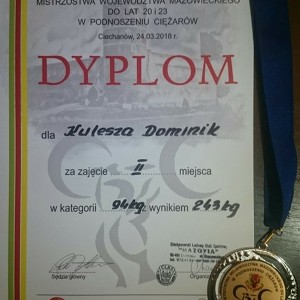 MISTRZOSTWA WOJEWÓDZTWA MAZOWIECKIEGO
DO LAT 20 i 23
W PODNOSZENIU CIĘŻARÓW
Ciechanów, 24.03.2018 r.
DYPLOM
dla Kulesza Dominik
za zajęcie II miejsca
w kategorii 94kg z wynikiem 243kg
"MAZOVIA"
Sędzia główny
Organizator